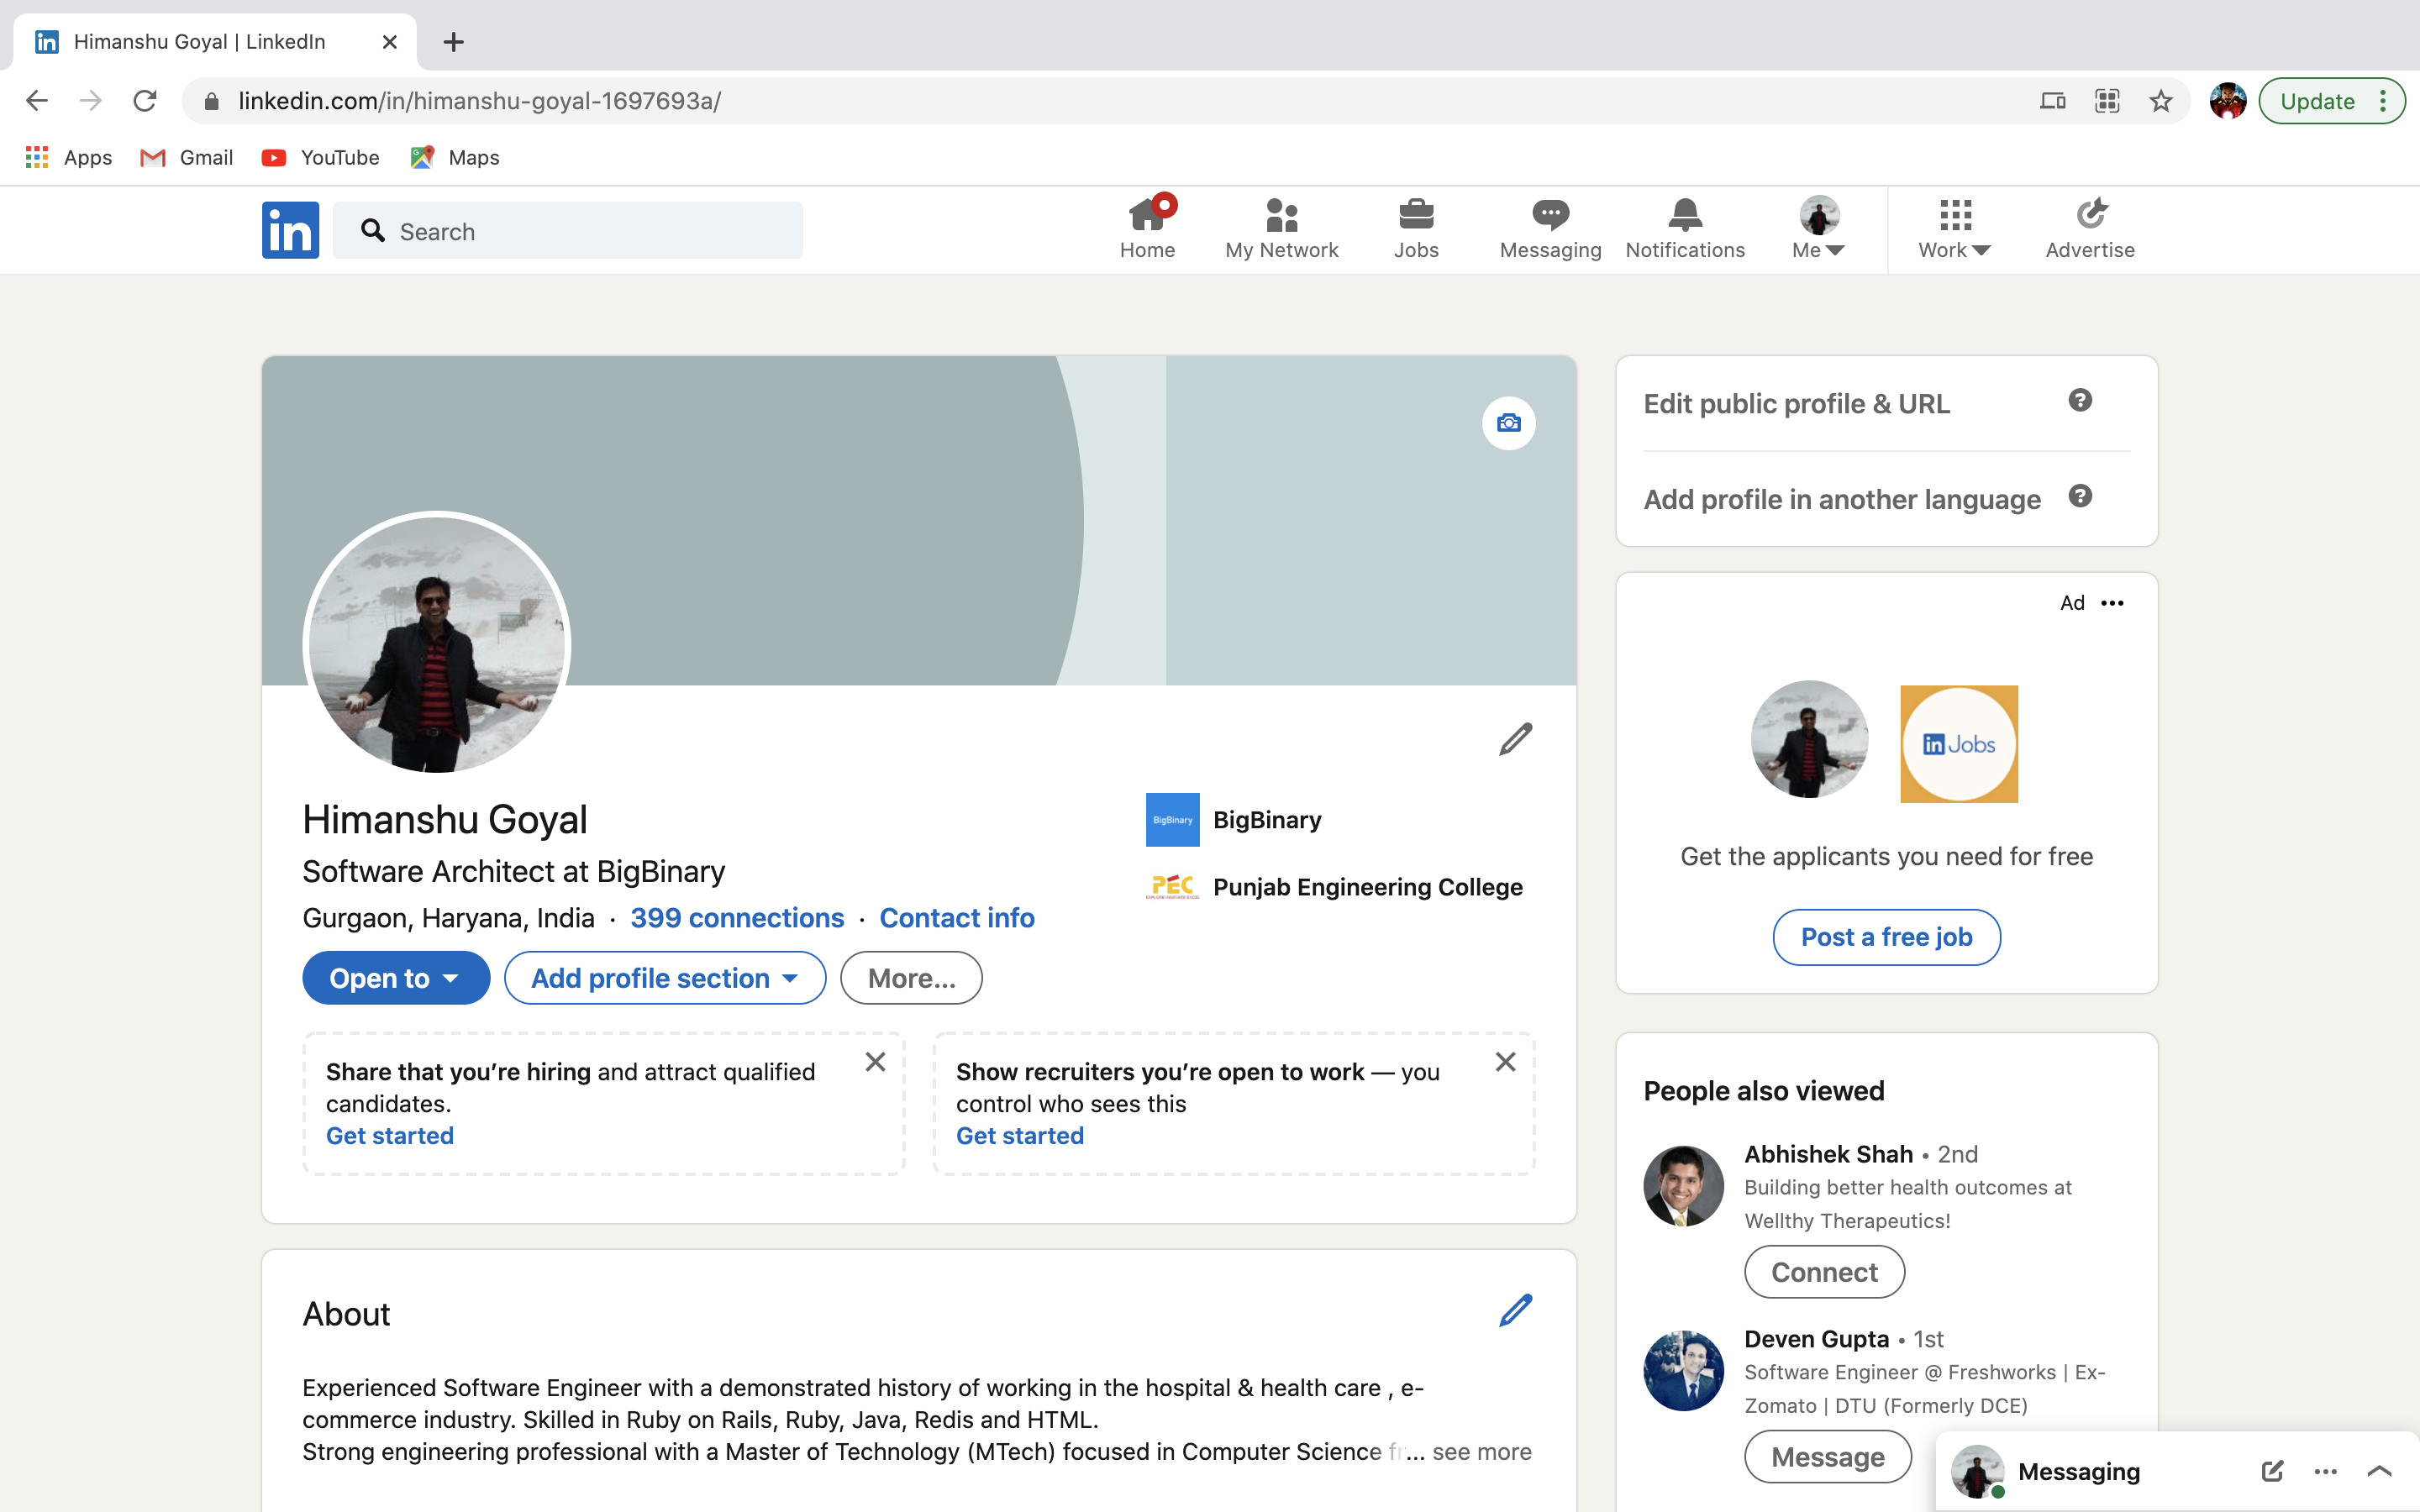 Himanshu Goyal | LinkedIn
linkedin.com/in/himanshu-goyal-1697693a/
Update
Apps
Gmail
YouTube
Maps
in
Search
Home
My Network
Jobs
Messaging
Notifications
Me
Work
Advertise
Himanshu Goyal
Software Architect at BigBinary
Gurgaon, Haryana, India · 399 connections · Contact info
BigBinary
BigBinary
PEC
Punjab Engineering College
Open to
Add profile section
More...
Share that you’re hiring and attract qualified
candidates.
Get started
Show recruiters you’re open to work — you
control who sees this
Get started
About
Experienced Software Engineer with a demonstrated history of working in the hospital & health care , e-
commerce industry. Skilled in Ruby on Rails, Ruby, Java, Redis and HTML.
Strong engineering professional with a Master of Technology (MTech) focused in Computer Science fr... see more
Edit public profile & URL
Add profile in another language
Ad
in Jobs
Get the applicants you need for free
Post a free job
People also viewed
Abhishek Shah • 2nd
Building better health outcomes at
Wellthy Therapeutics!
Connect
Deven Gupta • 1st
Software Engineer @ Freshworks | Ex-
Zomato | DTU (Formerly DCE)
Message
Messaging